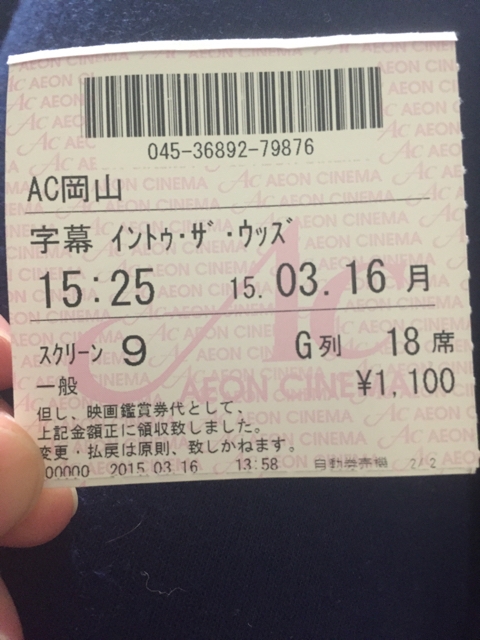 045-36892-79876
AC岡山
字幕 イントゥ・ザ・ウッズ
15:25 15.03.16月
スクリーン 9 G列 18席
一般 ¥1,100
但し、映画鑑賞券代として、
上記金額正に領収致しました。
変更・払戻は原則、致しかねます。
00000 2015.03.16 13:58 自動券売機 2/2
AC AEON CINEMA